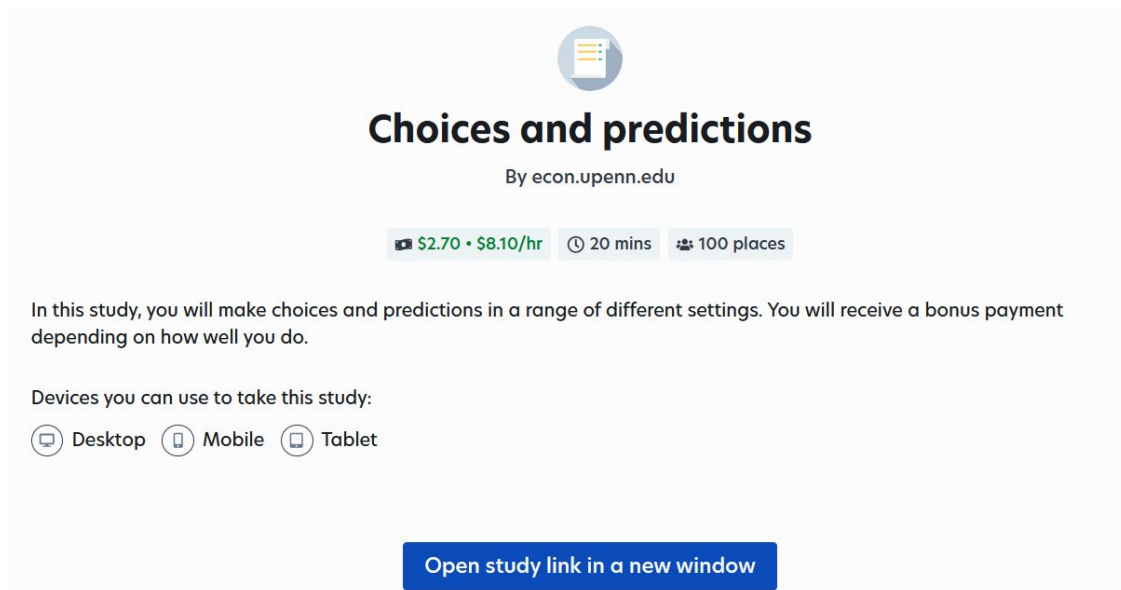 Choices and predictions
By econ.upenn.edu
$2.70 • $8.10/hr 20 mins 100 places
In this study, you will make choices and predictions in a range of different settings. You will receive a bonus payment
depending on how well you do.
Devices you can use to take this study:
Desktop Mobile Tablet
Open study link in a new window